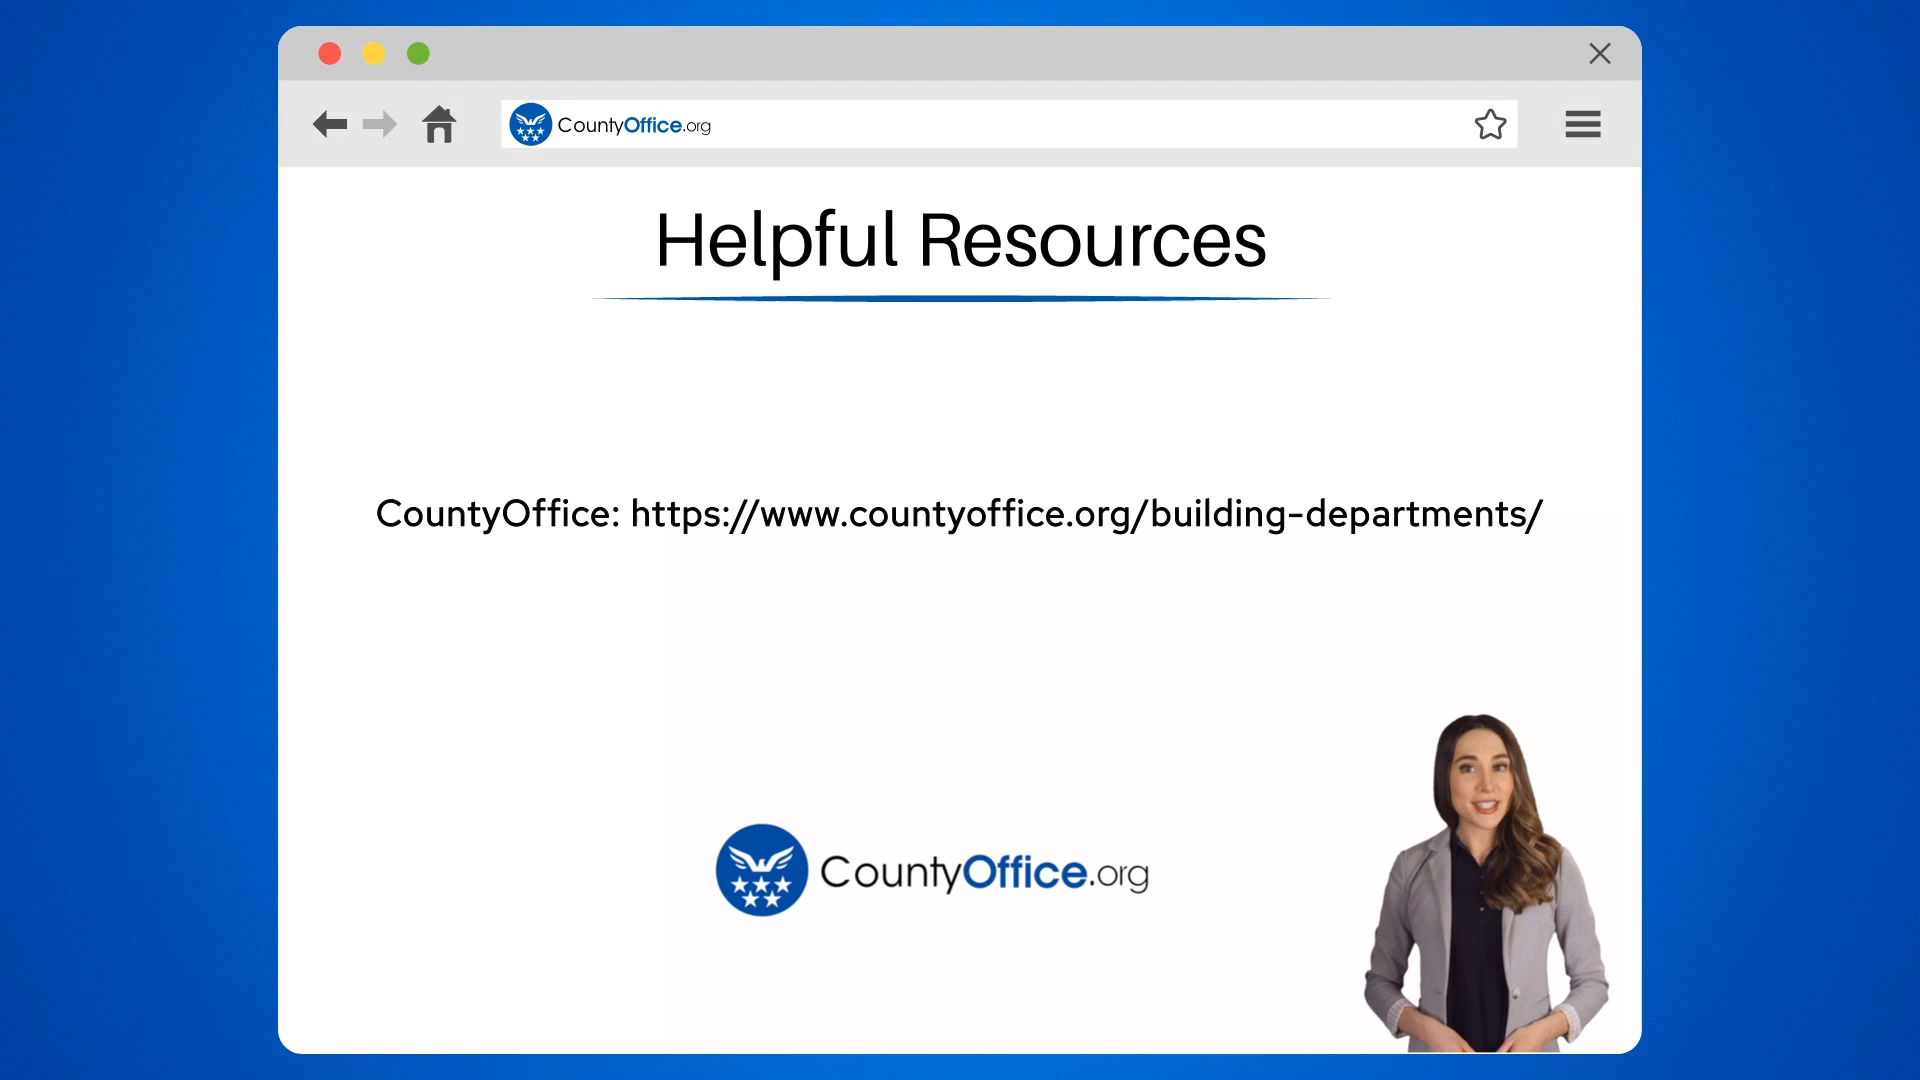 CountyOffice.org
Helpful Resources
CountyOffice: https://www.countyoffice.org/building-departments/
CountyOffice.org